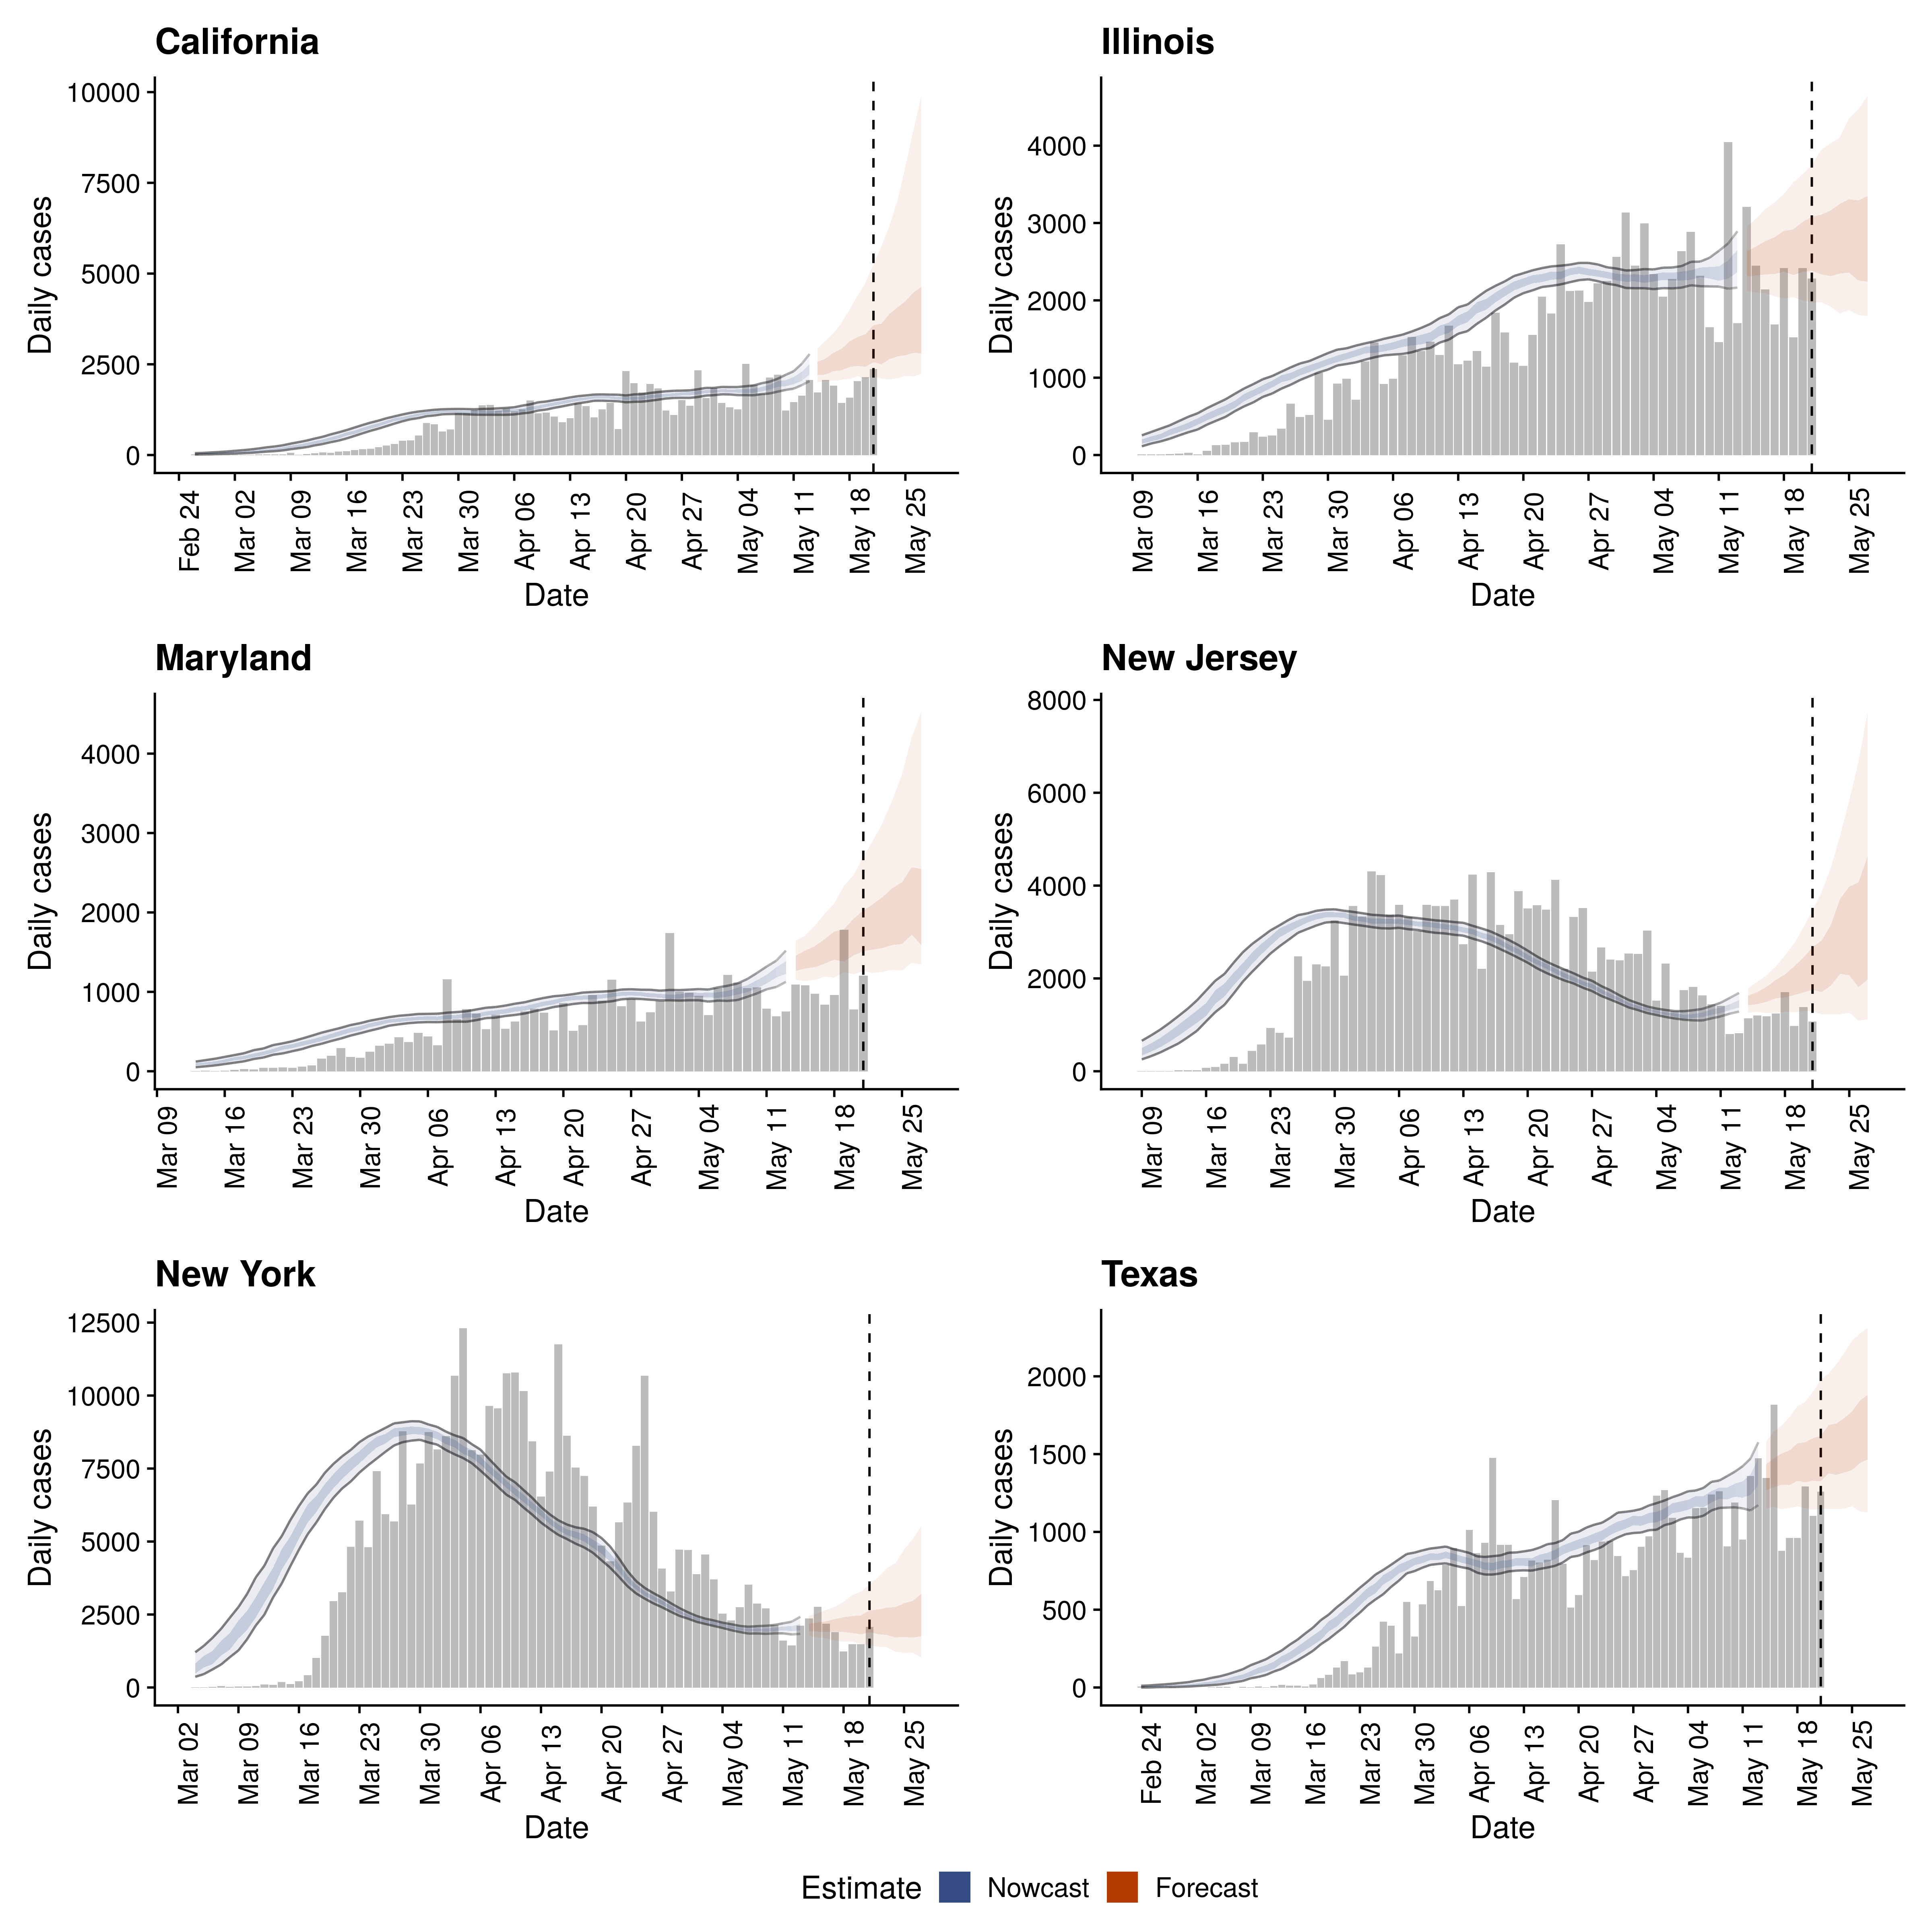 California
Daily cases
10000
7500
5000
2500
0
Feb 24 Mar 02 Mar 09 Mar 16 Mar 23 Mar 30 Apr 06 Apr 13 Apr 20 Apr 27 May 04 May 11 May 18 May 25
Date
Illinois
Daily cases
4000
3000
2000
1000
0
Mar 09 Mar 16 Mar 23 Mar 30 Apr 06 Apr 13 Apr 20 Apr 27 May 04 May 11 May 18 May 25
Date
Maryland
Daily cases
4000
3000
2000
1000
0
Mar 09 Mar 16 Mar 23 Mar 30 Apr 06 Apr 13 Apr 20 Apr 27 May 04 May 11 May 18 May 25
Date
New Jersey
Daily cases
8000
6000
4000
2000
0
Mar 09 Mar 16 Mar 23 Mar 30 Apr 06 Apr 13 Apr 20 Apr 27 May 04 May 11 May 18 May 25
Date
New York
Daily cases
12500
10000
7500
5000
2500
0
Mar 02 Mar 09 Mar 16 Mar 23 Mar 30 Apr 06 Apr 13 Apr 20 Apr 27 May 04 May 11 May 18 May 25
Date
Texas
Daily cases
2000
1500
1000
500
0
Feb 24 Mar 02 Mar 09 Mar 16 Mar 23 Mar 30 Apr 06 Apr 13 Apr 20 Apr 27 May 04 May 11 May 18 May 25
Date
Estimate Nowcast Forecast